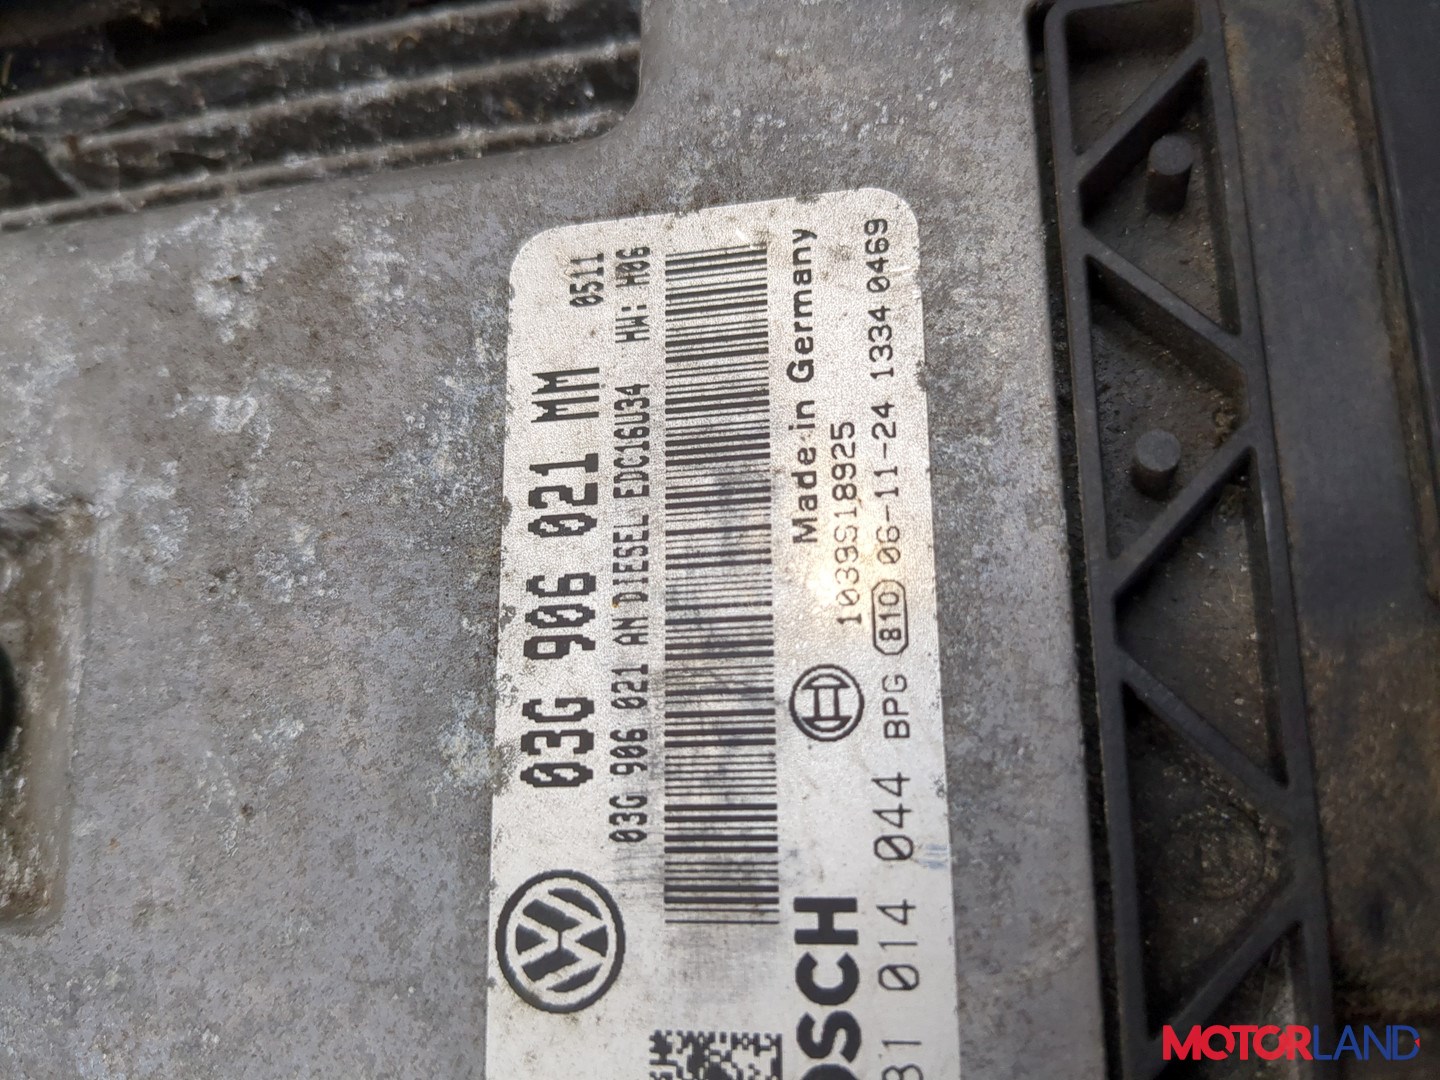 03G 906 021 MM 0511
03G 906 021 AN DIESEL EDC16U34 HW: H06
Made in Germany
BOSCH 1039S18925
81 014 044 BPG 810 06-11-24 1334 0469
MOTORLAND